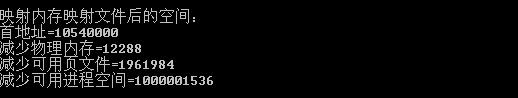 映射内存映射文件后的空间:
首地址=10540000
减少物理内存=12288
减少可用页文件=1961984
减少可用进程空间=1000001536